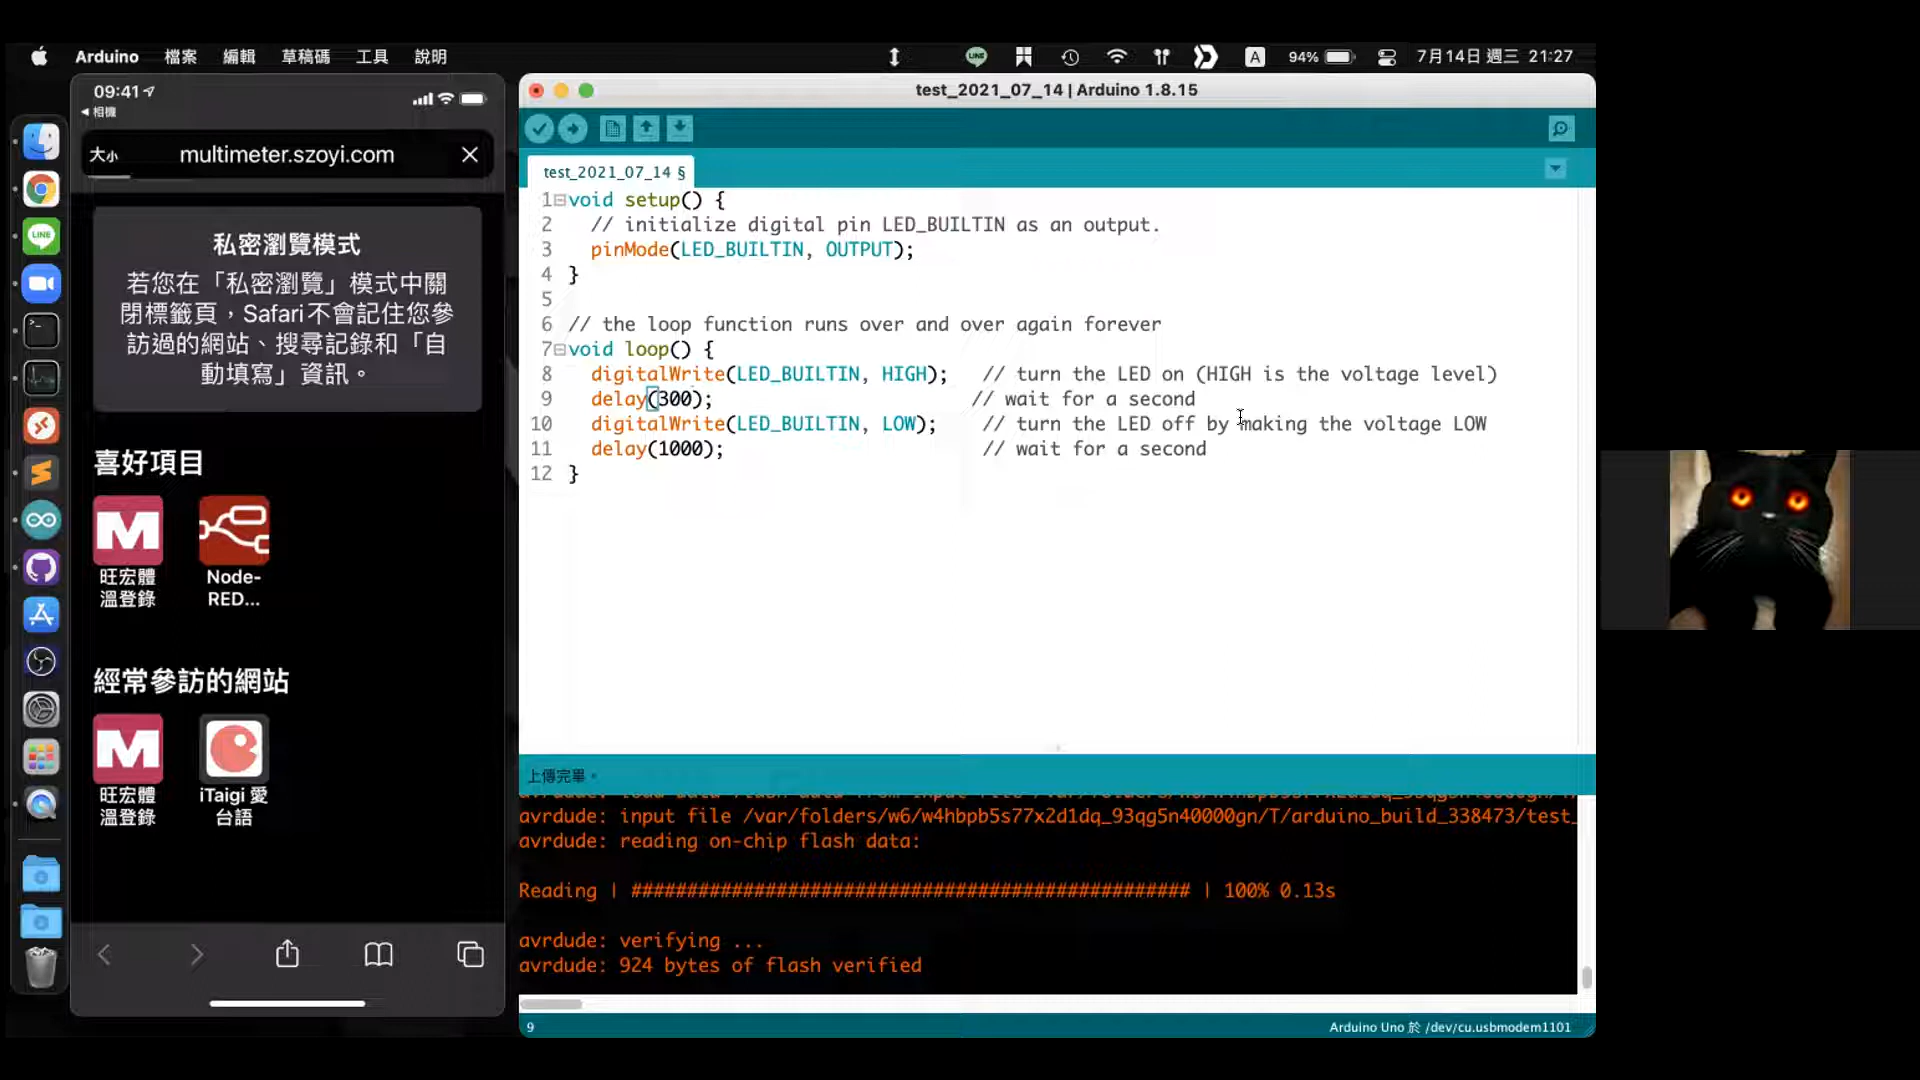 Arduino 檔案 編輯 草稿碼 工具 說明 LINE A 94% 7月14日 週三 21:27
09:41
相機
大小 multimeter.szoyi.com
私密瀏覽模式
若您在「私密瀏覽」模式中關
閉標籤頁，Safari不會記住您參
訪過的網站、搜尋記錄和「自
動填寫」資訊。
喜好項目
M
旺宏體
溫登錄
Node-
RED...
經常參訪的網站
M
旺宏體
溫登錄
iTaigi 愛
台語
LINE
test_2021_07_14 | Arduino 1.8.15
test_2021_07_14 §
1 void setup() {
2 // initialize digital pin LED_BUILTIN as an output.
3 pinMode(LED_BUILTIN, OUTPUT);
4 }
5
6 // the loop function runs over and over again forever
7 void loop() {
8 digitalWrite(LED_BUILTIN, HIGH); // turn the LED on (HIGH is the voltage level)
9 delay(300); // wait for a second
10 digitalWrite(LED_BUILTIN, LOW); // turn the LED off by making the voltage LOW
11 delay(1000); // wait for a second
12 }
上傳完畢。
avrdude: input file /var/folders/w6/w4hbpb5s77x2d1dq_93qg5n40000gn/T/arduino_build_338473/test_
avrdude: reading on-chip flash data:
Reading | ################################################## | 100% 0.13s
avrdude: verifying ...
avrdude: 924 bytes of flash verified
9
Arduino Uno 於 /dev/cu.usbmodem1101